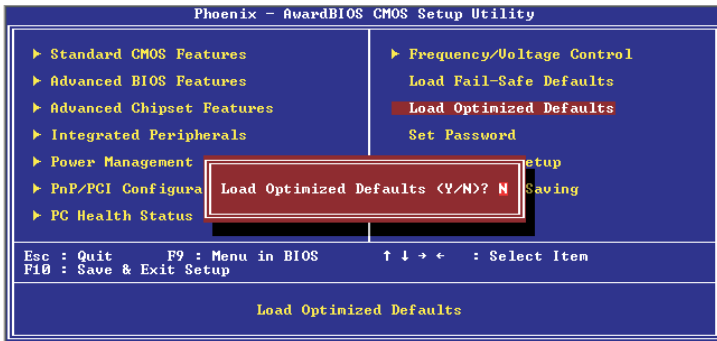 Phoenix - AwardBIOS CMOS Setup Utility
▶ Standard CMOS Features
▶ Advanced BIOS Features
▶ Advanced Chipset Features
▶ Integrated Peripherals
▶ Power Management
▶ PnP/PCI Configura
▶ PC Health Status
▶ Frequency/Voltage Control
Load Fail-Safe Defaults
Load Optimized Defaults
Set Password
etup
Saving
Load Optimized Defaults (Y/N)? N
Esc : Quit F9 : Menu in BIOS ↑ ↓ → ← : Select Item
F10 : Save & Exit Setup
Load Optimized Defaults